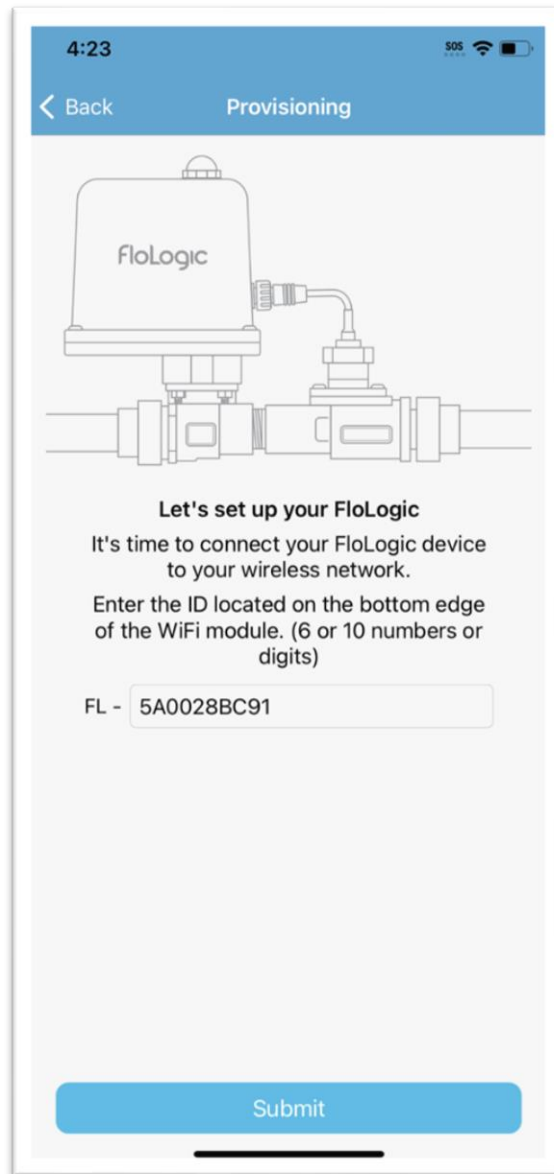 4:23 SOS
Back Provisioning
FLOLOGIC
Let's set up your FloLogic
It's time to connect your FloLogic device
to your wireless network.
Enter the ID located on the bottom edge
of the WiFi module. (6 or 10 numbers or
digits)
FL - 5A0028BC91
Submit